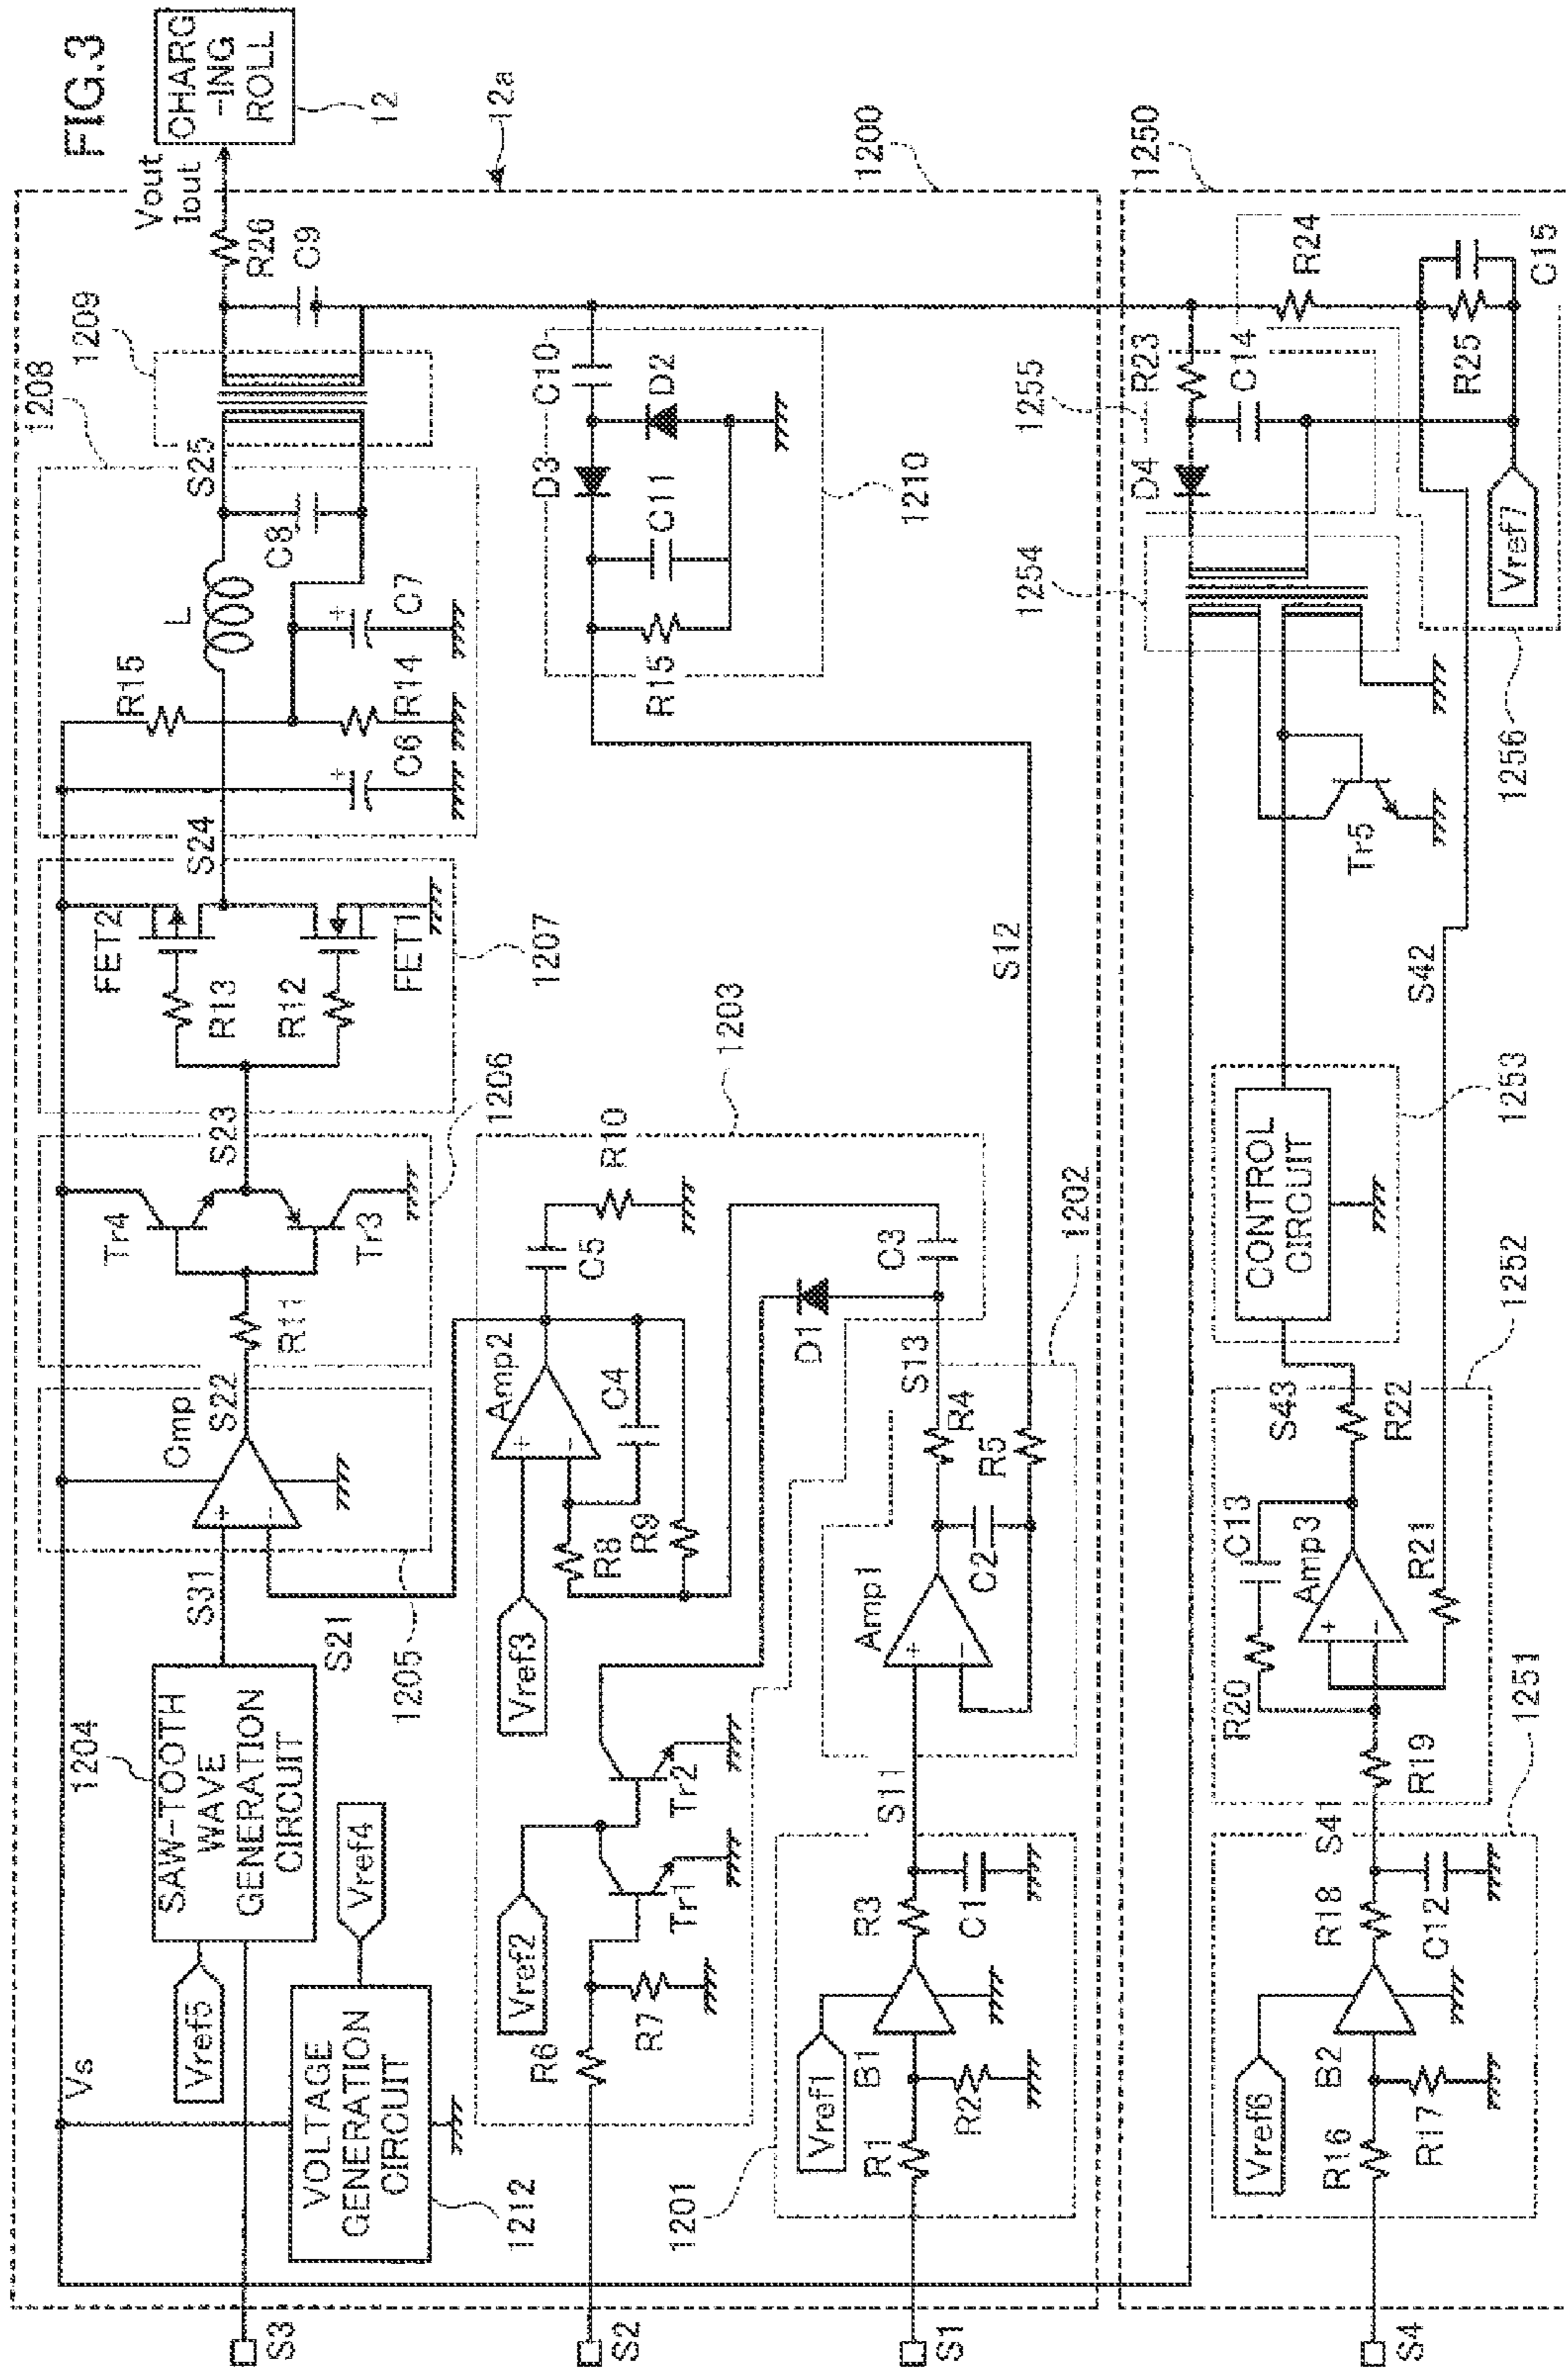 FIG.3
CHARG
-ING
ROLL
12
Vout
Iout
12a
1200
1250
R26
C9
1209
1208
S25
C8
L
C7
R15
R14
C6
S24
C10
D2
D3
C11
R15
1210
S12
R24
C15
R25
R23
C14
1255
D4
Vref7
1254
1256
Tr5
S42
FET2
R13
R12
FET1
1207
1206
S23
Tr4
Tr3
R11
S22
Cmp
+
-
S31
S21
1205
1204
SAW-TOOTH
WAVE
GENERATION
CIRCUIT
Vref5
Vref4
Vs
VOLTAGE
GENERATION
CIRCUIT
1212
S3
1203
R10
C5
Amp2
+
-
C4
R8
R9
Vref3
C3
D1
Tr2
Tr1
Vref2
R6
R7
S2
1202
S13
R4
R5
C2
Amp1
+
-
S11
R3
C1
Vref1
B1
R2
R1
1201
S1
1253
CONTROL
CIRCUIT
1252
S43
R22
C13
Amp3
+
-
R21
R20
R19
1251
S41
R18
C12
Vref6
B2
R17
R16
S4